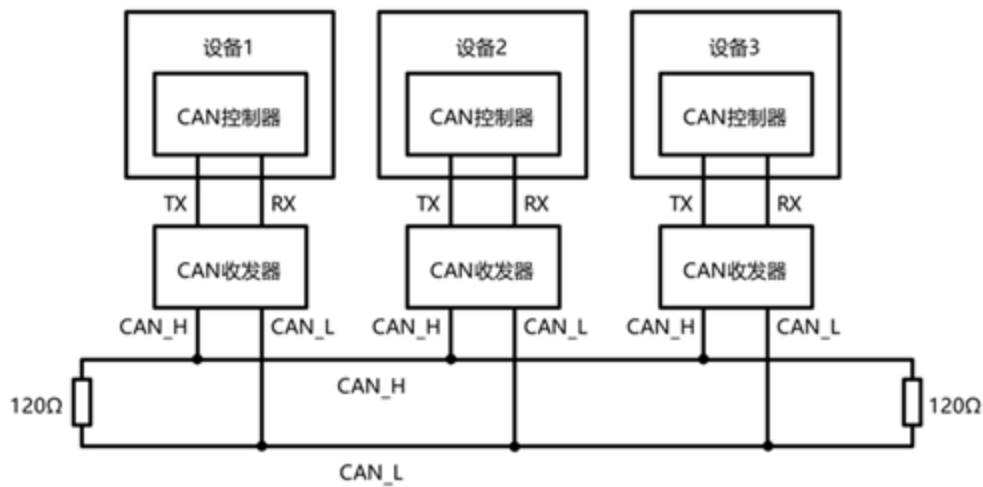 设备1 设备2 设备3
CAN控制器 CAN控制器 CAN控制器
TX RX TX RX TX RX
CAN收发器 CAN收发器 CAN收发器
CAN_H CAN_L CAN_H CAN_L CAN_H CAN_L
CAN_H
120Ω 120Ω
CAN_L